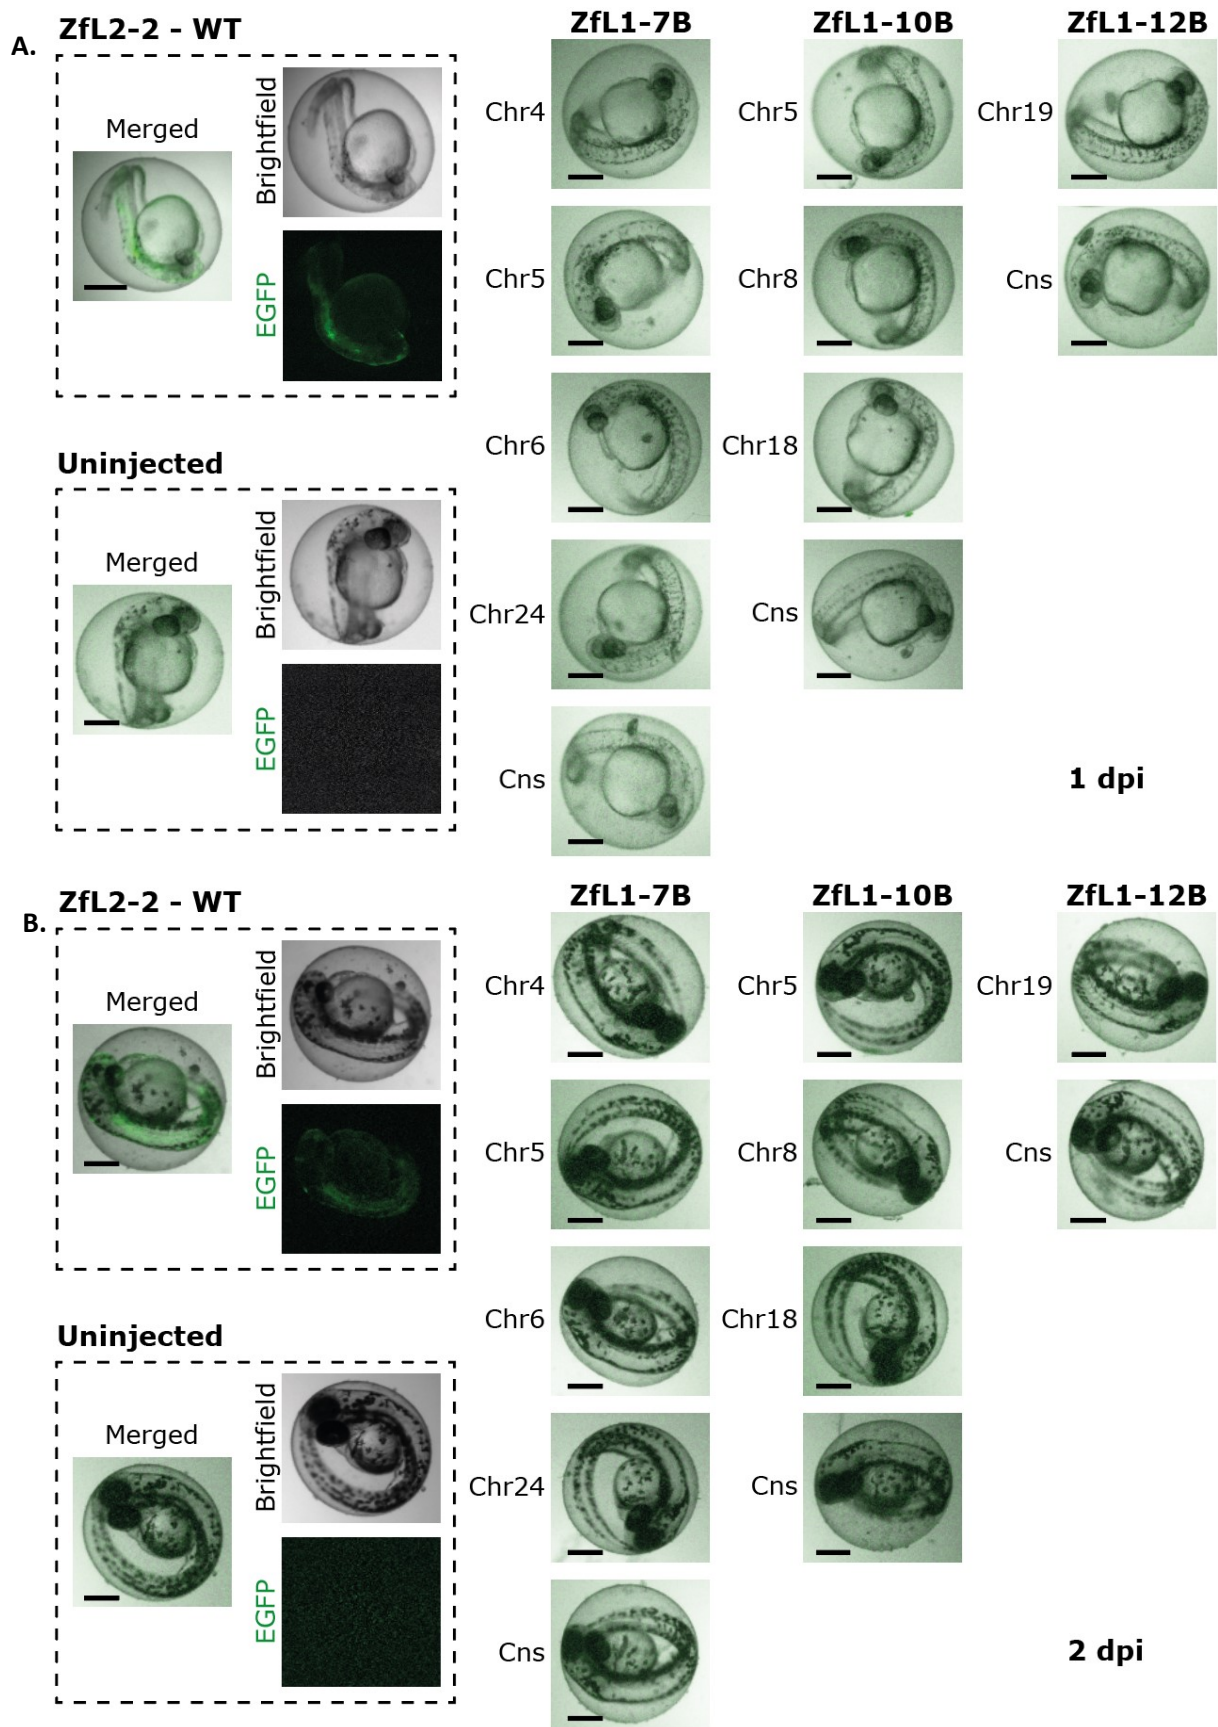 A.
ZfL2-2 - WT
Merged
Brightfield
EGFP
Uninjected
Merged
Brightfield
EGFP
ZfL1-7B
ZfL1-10B
ZfL1-12B
Chr4
Chr5
Chr19
Chr5
Chr8
Cns
Chr6
Chr18
Chr24
Cns
Cns
1 dpi
B.
ZfL2-2 - WT
Merged
Brightfield
EGFP
Uninjected
Merged
Brightfield
EGFP
ZfL1-7B
ZfL1-10B
ZfL1-12B
Chr4
Chr5
Chr19
Chr5
Chr8
Cns
Chr6
Chr18
Chr24
Cns
Cns
2 dpi